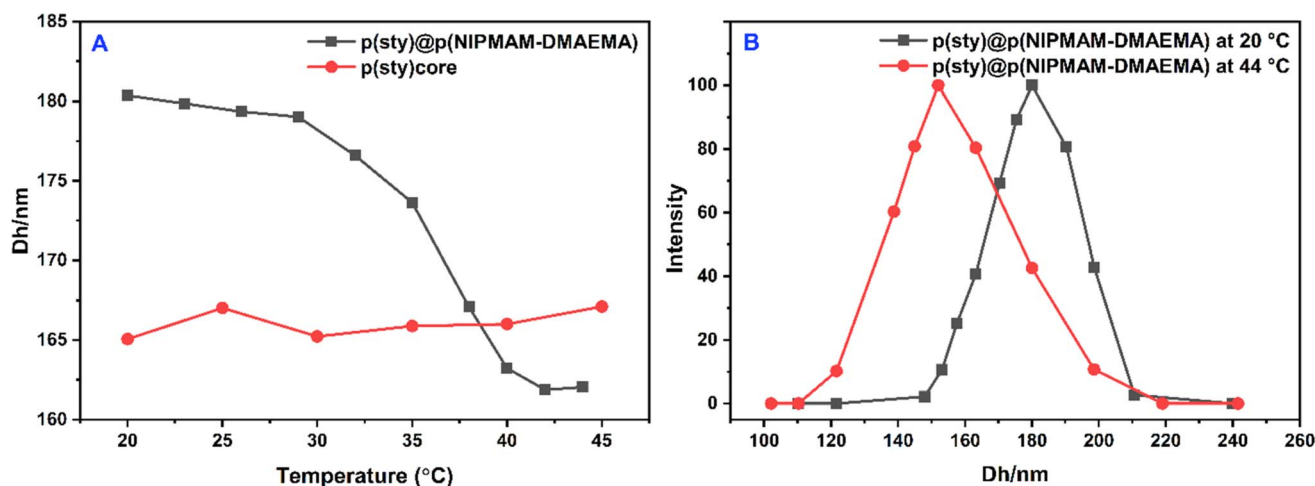 A
p(sty)@p(NIPMAM-DMAEMA)
p(sty)core
Dh/nm
185
180
175
170
165
160
20 25 30 35 40 45
Temperature (°C)
B
p(sty)@p(NIPMAM-DMAEMA) at 20 °C
p(sty)@p(NIPMAM-DMAEMA) at 44 °C
Intensity
100
80
60
40
20
0
100 120 140 160 180 200 220 240 260
Dh/nm